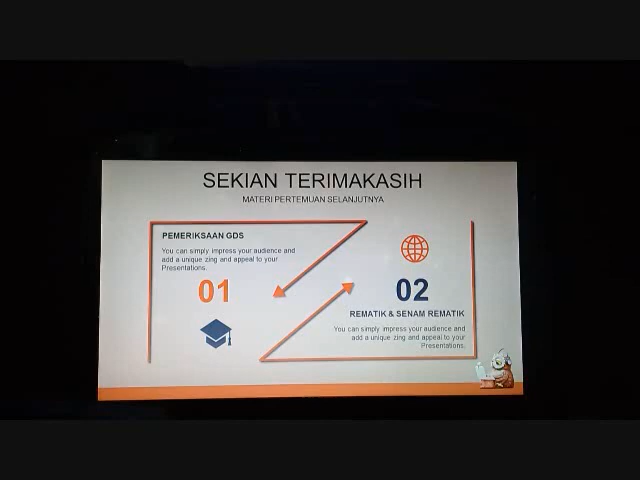 SEKIAN TERIMAKASIH
MATERI PERTEMUAN SELANJUTNYA
PEMERIKSAAN GDS
You can simply impress your audience and
add a unique zing and appeal to your
Presentations.
01
02
REMATIK & SENAM REMATIK
You can simply impress your audience and
add a unique zing and appeal to your
Presentations.